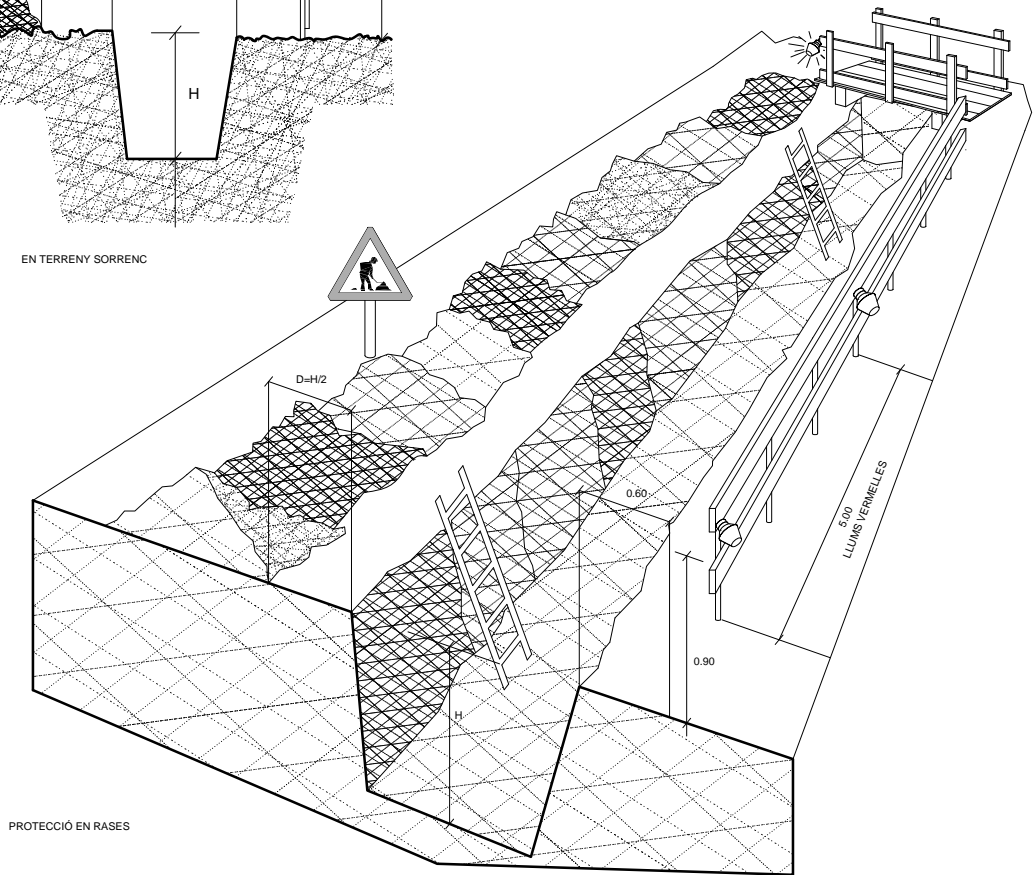 H
EN TERRENY SORRENC
D=H/2
0.60
5.00
LLUMS VERMELLES
0.90
H
PROTECCIÓ EN RASES